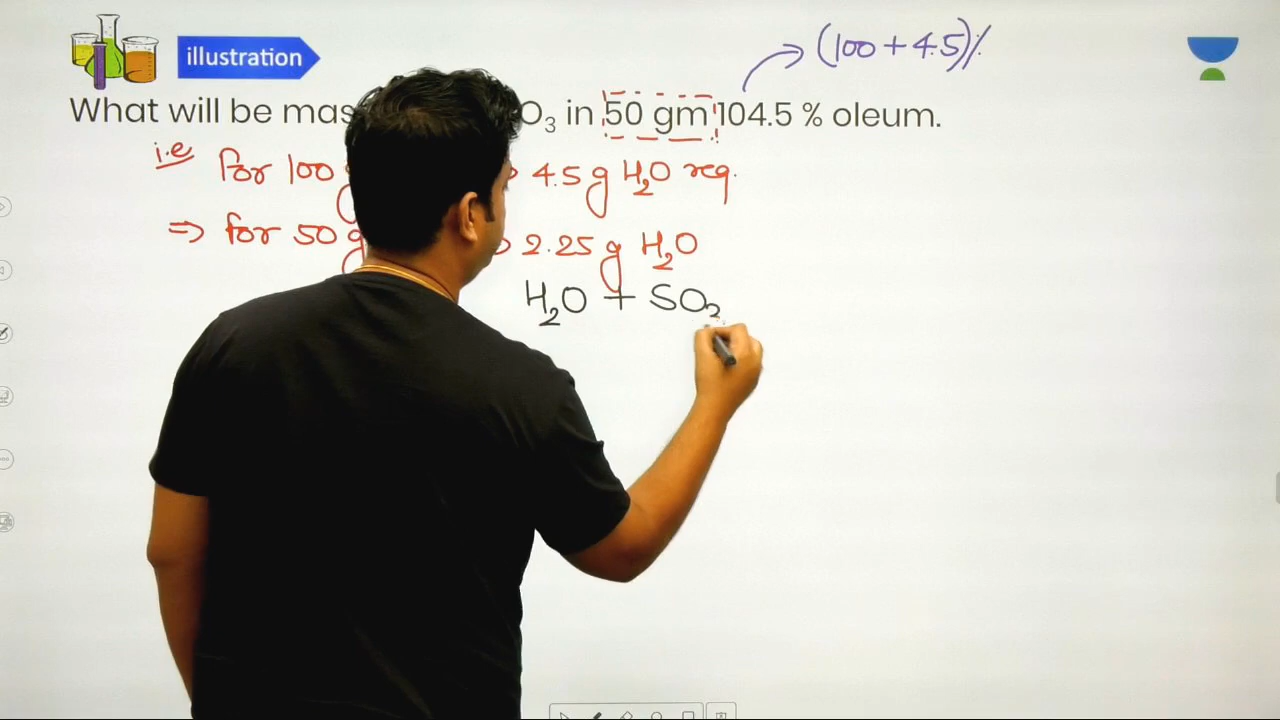 illustration
(100 + 4.5)%
What will be mas O₃ in 50 gm 104.5 % oleum.
i.e for 100 g 4.5 g H₂O req.
⇒ for 50 g 2.25 g H₂O
H₂O + SO₃